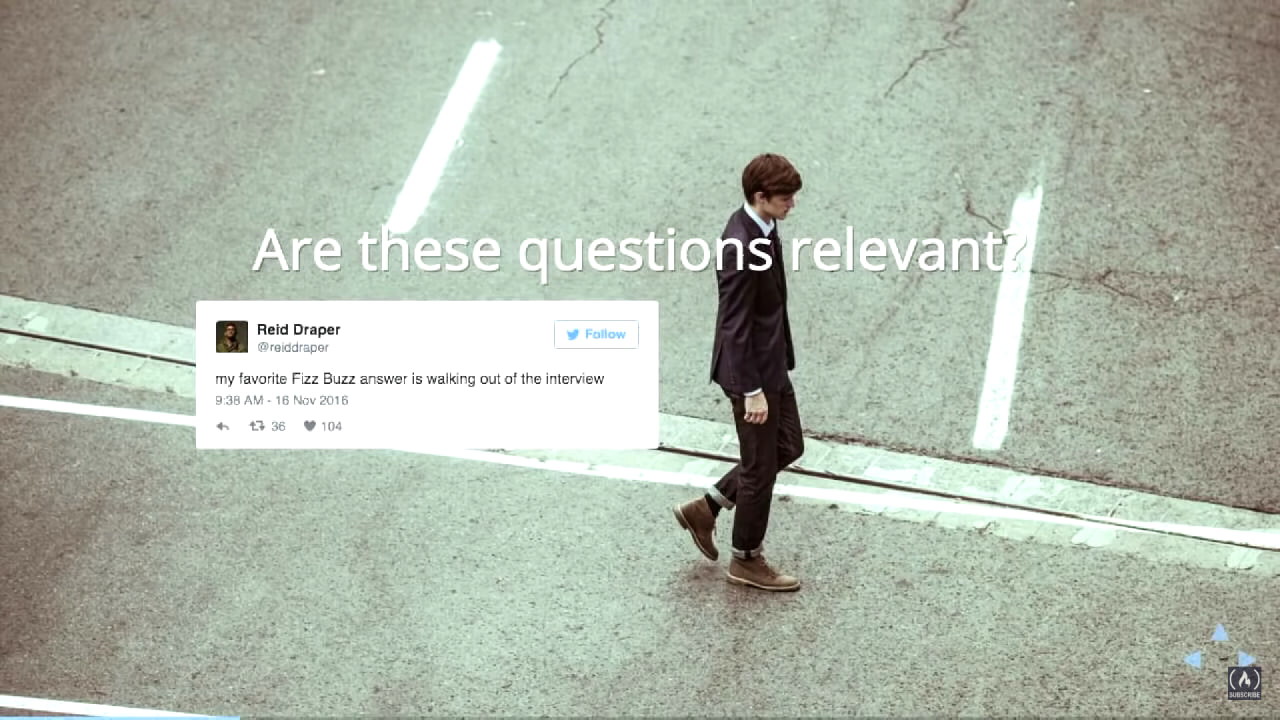 Are these questions relevant?
Reid Draper
Follow
@reiddraper
my favorite Fizz Buzz answer is walking out of the interview
9:38 AM - 16 Nov 2016
36 104
SUBSCRIBE